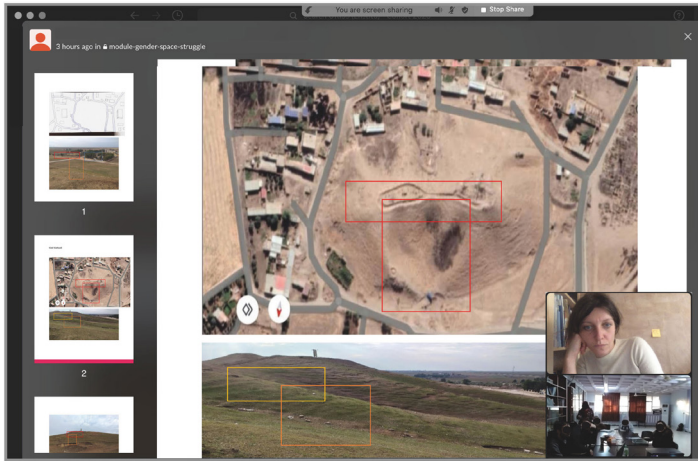 You are screen sharing
Stop Share
3 hours ago in module-gender-space-struggle
1
2